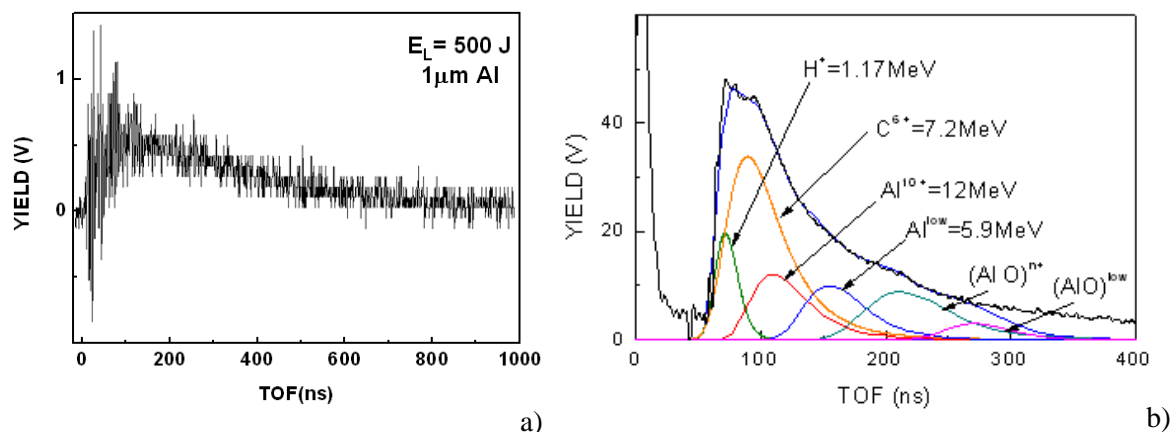 E_L= 500 J
1μm Al
YIELD (V)
1
0
0 200 400 600 800 1000
TOF(ns)
a)
H⁺=1.17MeV
C⁶⁺=7.2MeV
Al¹⁰⁺=12MeV
Al^low=5.9MeV
(Al O)ⁿ⁺
(AlO)^low
YIELD (V)
40
20
0
0 100 200 300 400
TOF (ns)
b)